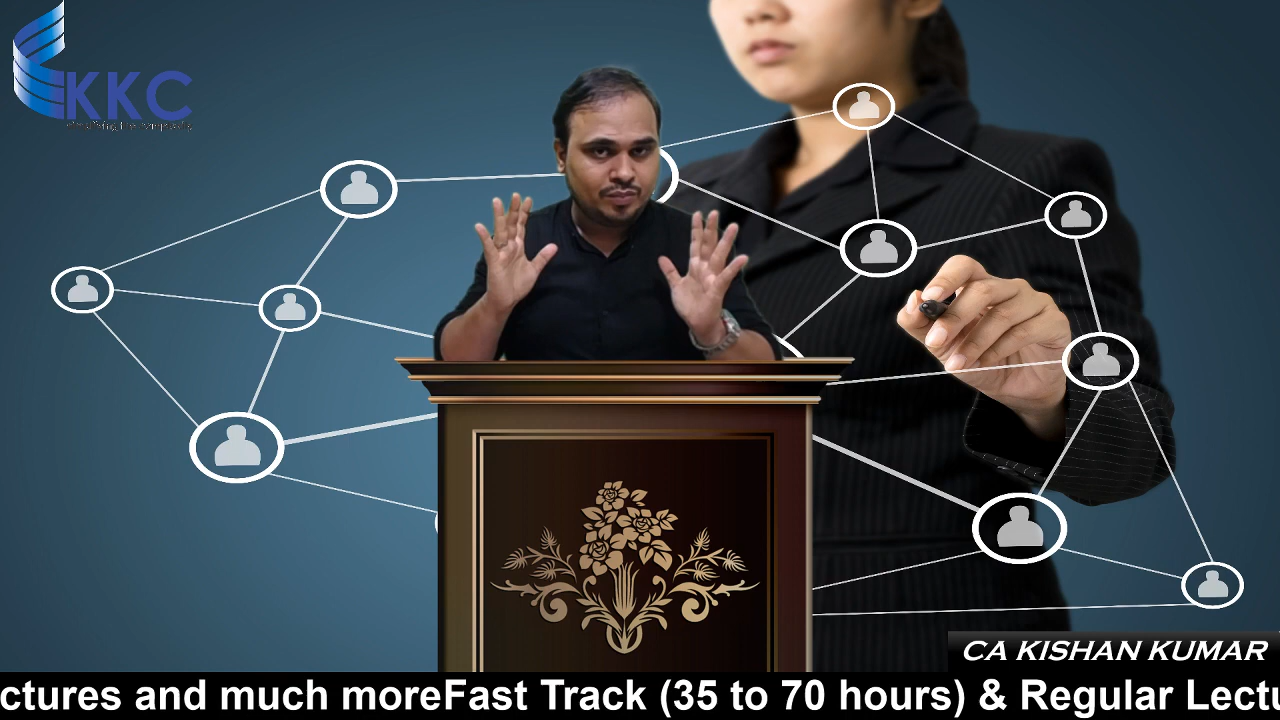 KKC
CA KISHAN KUMAR
ctures and much moreFast Track (35 to 70 hours) & Regular Lectu